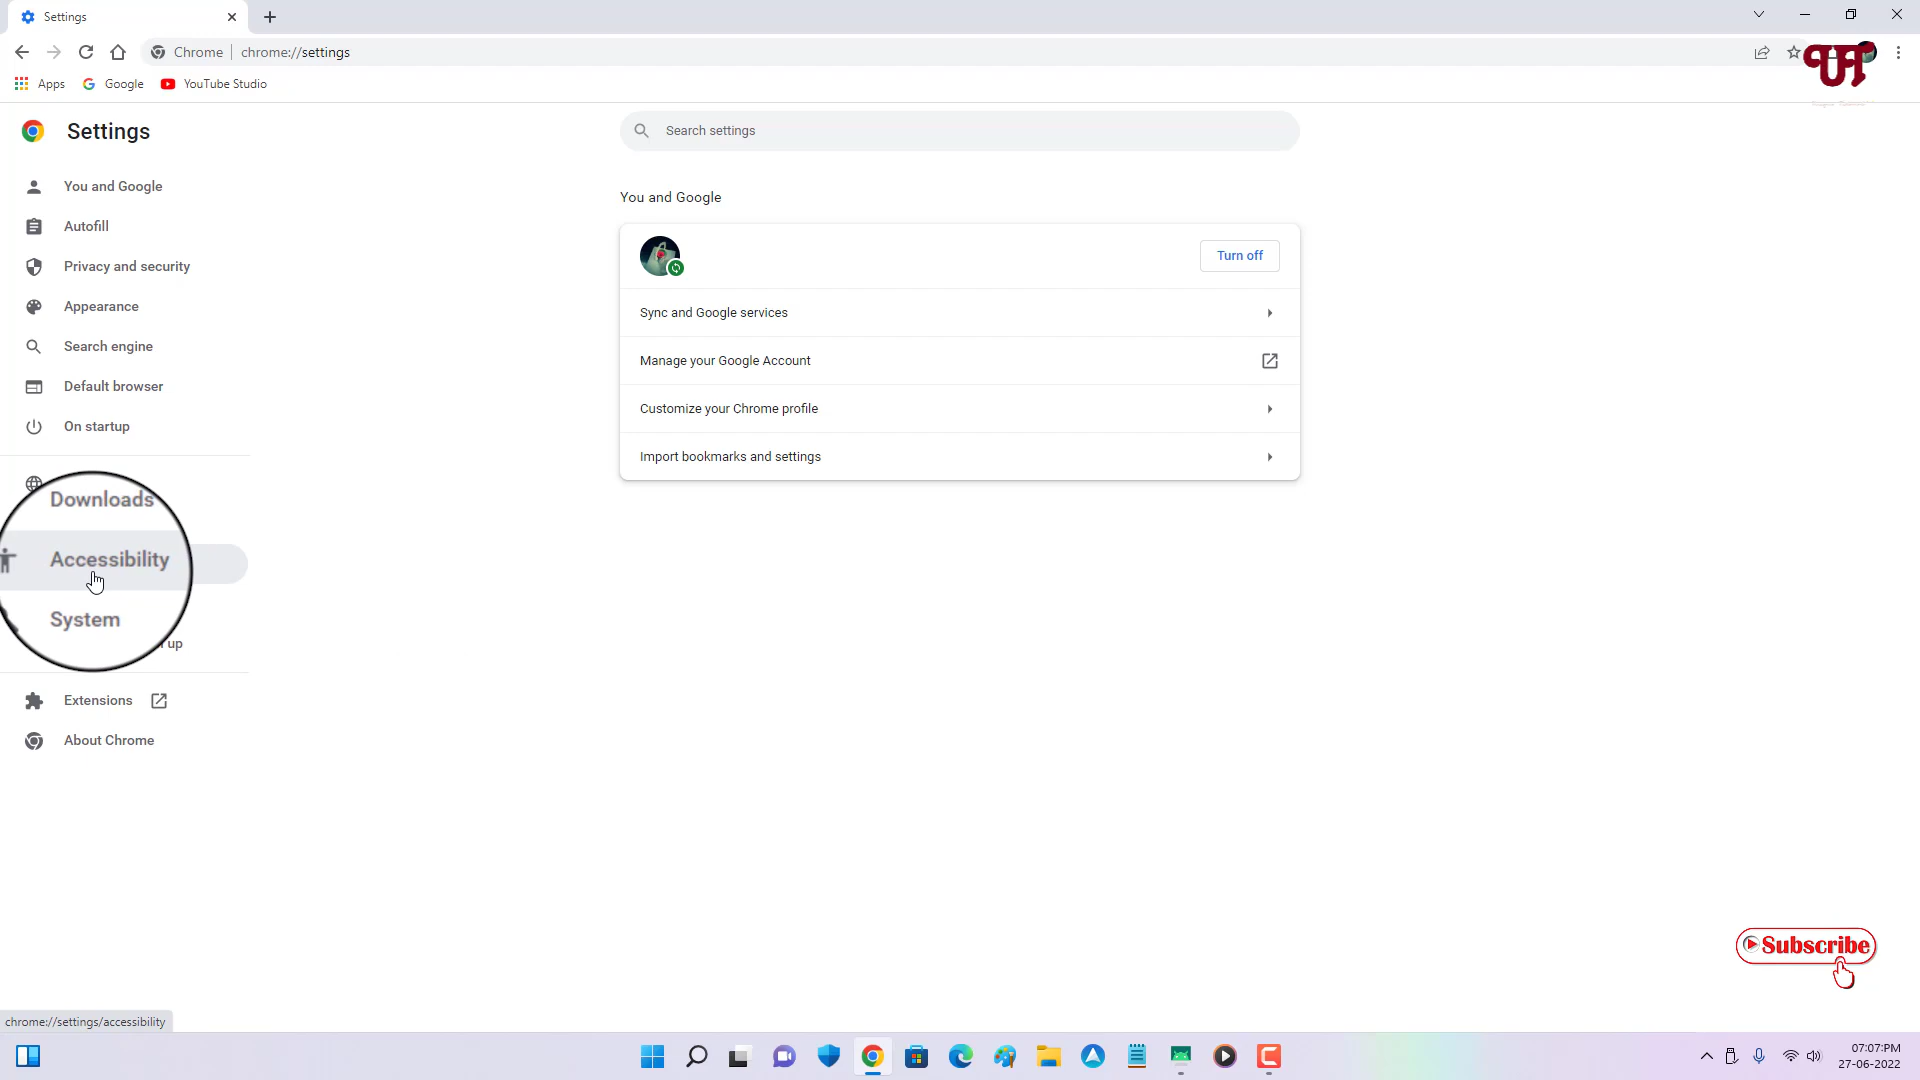 Settings
Chrome
chrome://settings
Apps
Google
YouTube Studio
UT
Settings
Search settings
You and Google
Autofill
Privacy and security
Appearance
Search engine
Default browser
On startup
Downloads
Accessibility
System
up
Extensions
About Chrome
You and Google
Turn off
Sync and Google services
Manage your Google Account
Customize your Chrome profile
Import bookmarks and settings
Subscribe
chrome://settings/accessibility
07:07:PM
27-06-2022